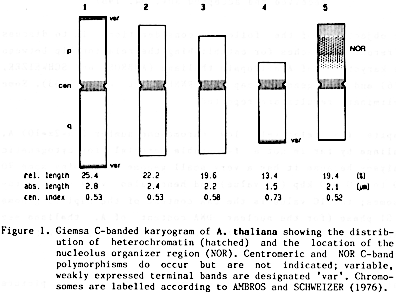 1 2 3 4 5
var
p
NOR
cen
q
var
var
rel. length 25.4 22.2 19.6 13.4 19.4 (%)
abs. length 2.8 2.4 2.2 1.5 2.1 (µm)
cen. index 0.53 0.53 0.58 0.73 0.52
Figure 1. Giemsa C-banded karyogram of A. thaliana showing the distrib-
ution of heterochromatin (hatched) and the location of the
nucleolus organizer region (NOR). Centromeric and NOR C-band
polymorphisms do occur but are not indicated; variable,
weakly expressed terminal bands are designated 'var'. Chromo-
somes are labelled according to AMBROS and SCHWEIZER (1976).